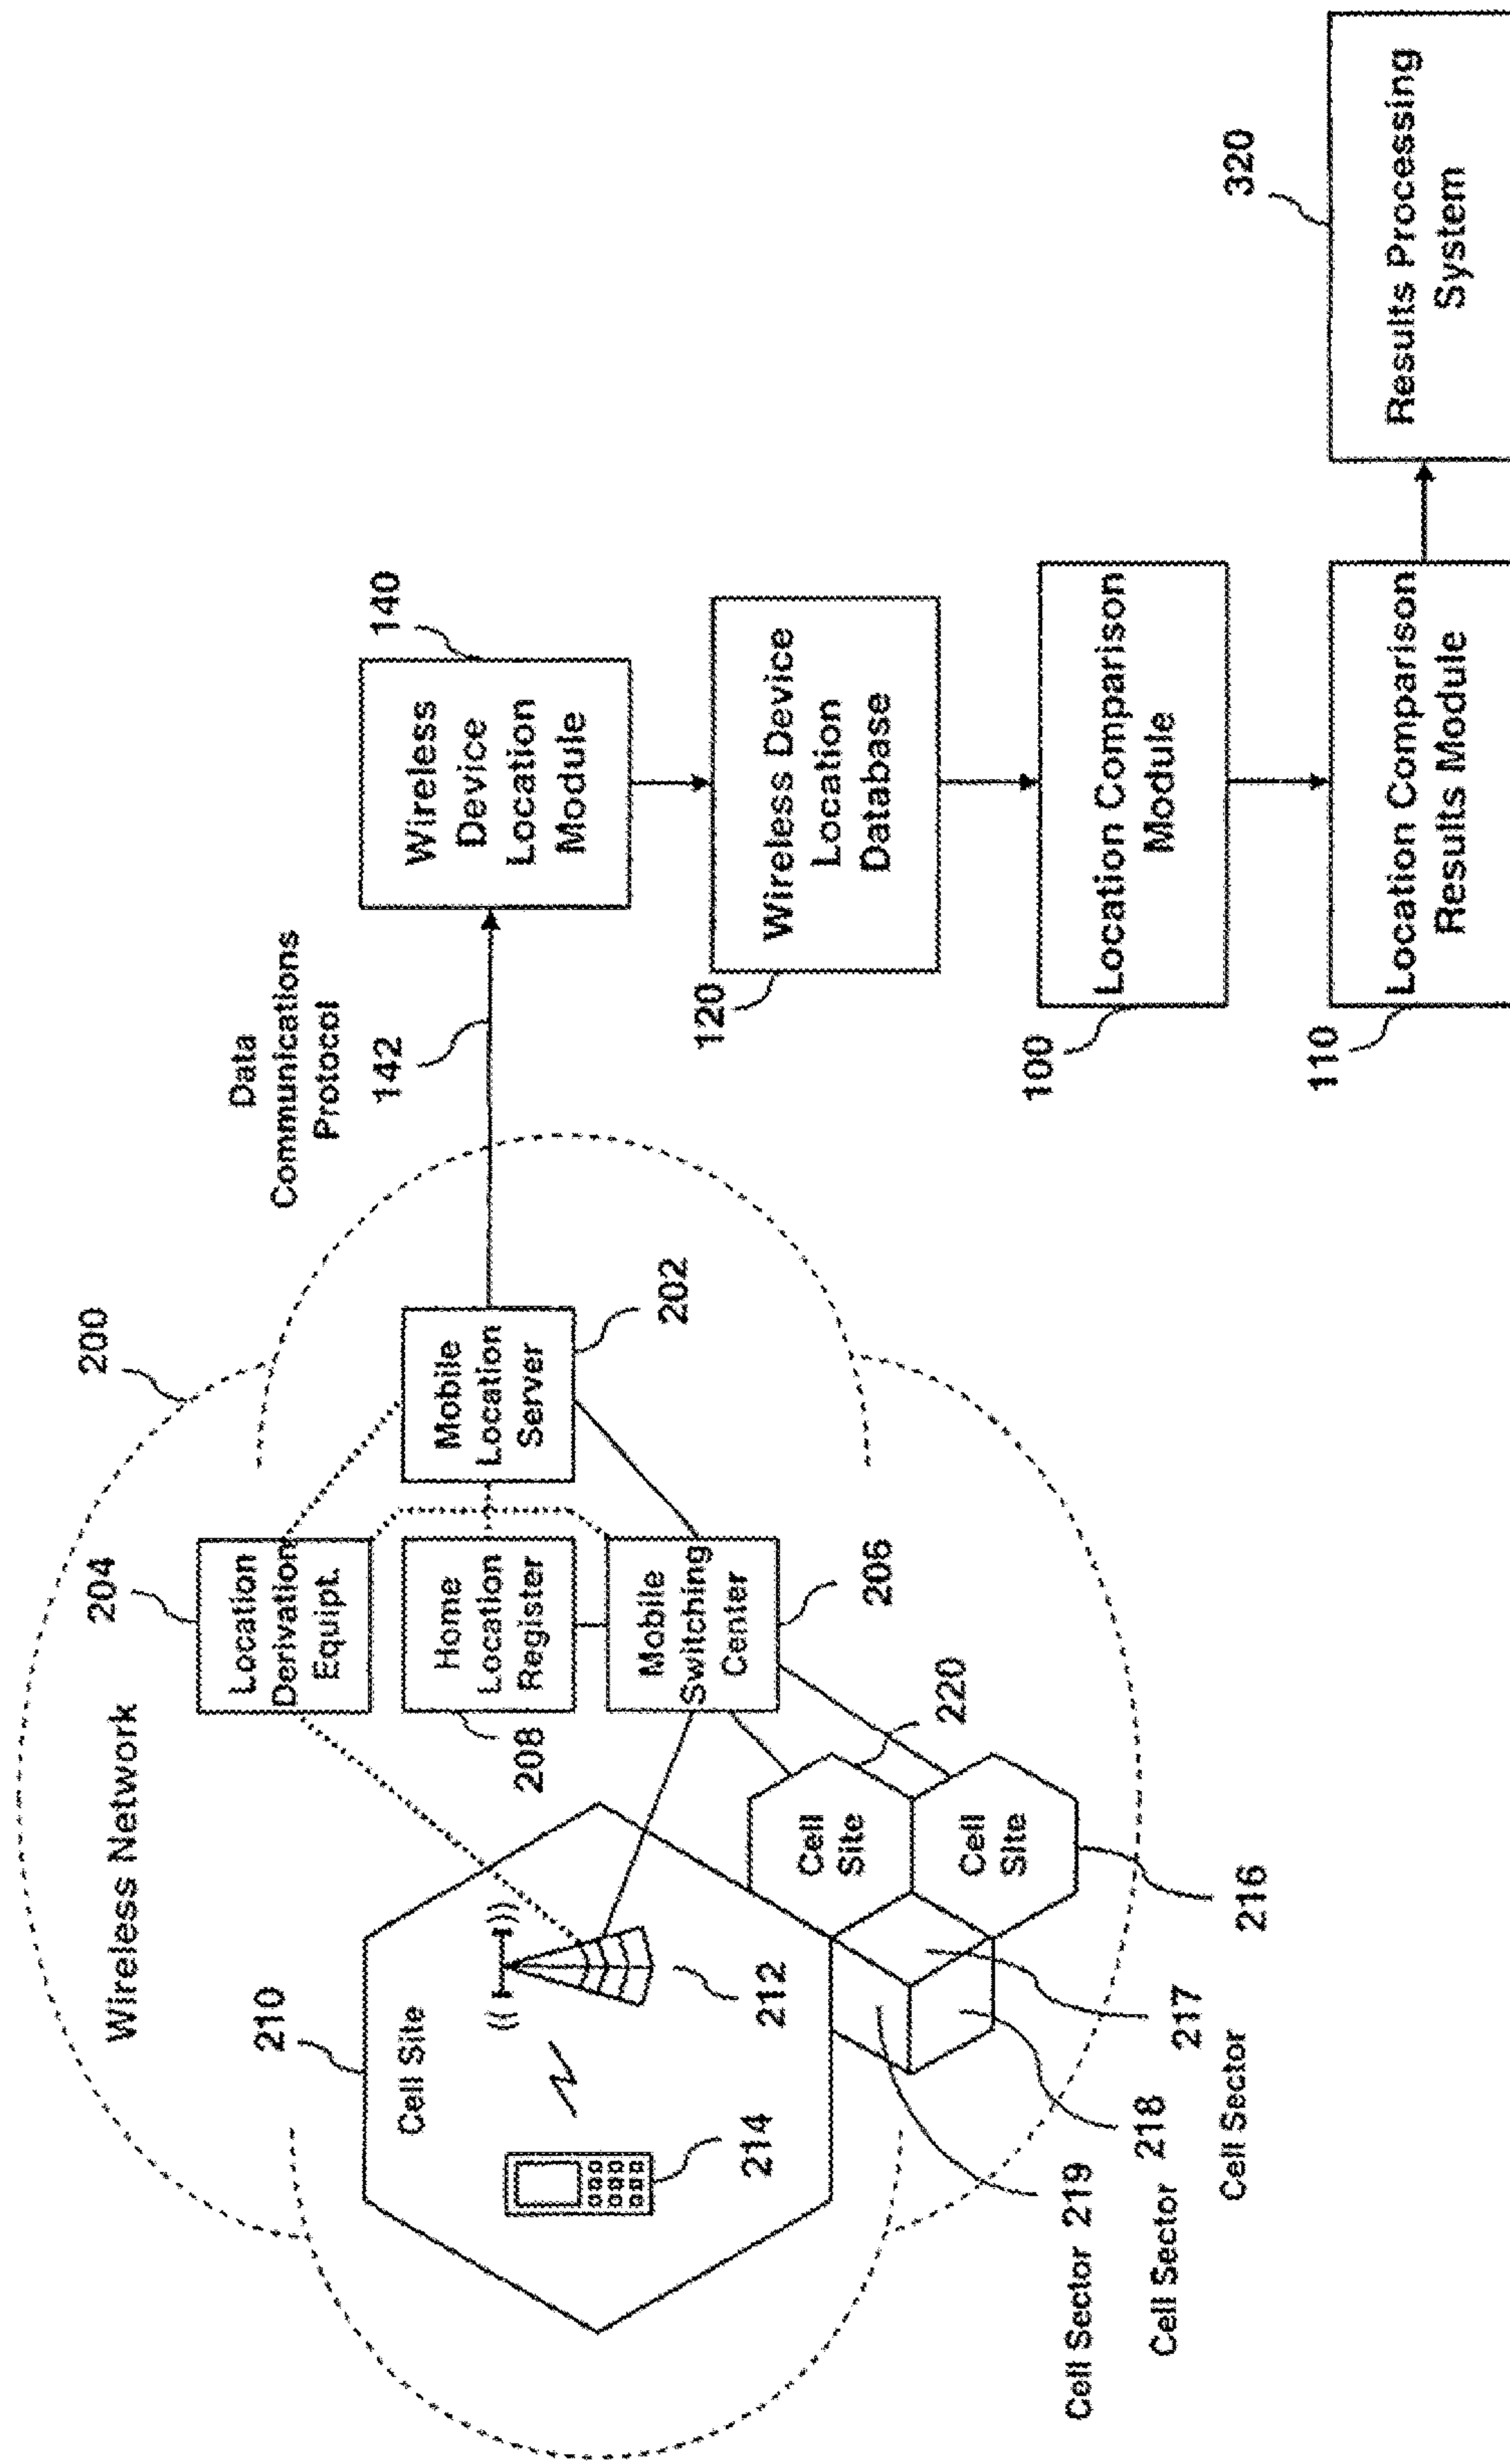 Wireless Network
200
204
Location
Derivation
Equipt.
208
Home
Location
Register
Mobile
Switching
Center
206
Mobile
Location
Server
202
210
Cell Site
212
214
Cell
Site
220
Cell
Site
216
217
Cell Sector
218
Cell Sector
219
Cell Sector
Data
Communications
Protocol
142
140
Wireless
Device
Location
Module
120
Wireless Device
Location
Database
100
Location Comparison
Module
110
Location Comparison
Results Module
320
Results Processing
System